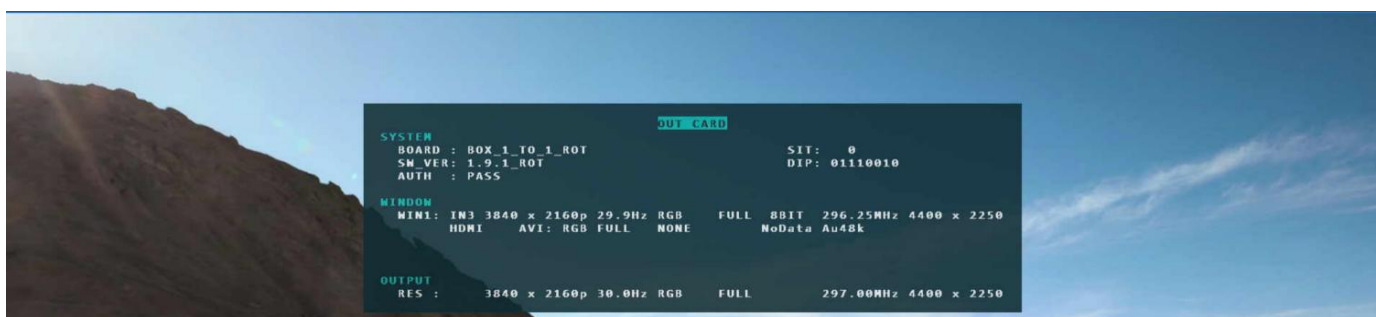 OUT CARD
SYSTEM
BOARD : BOX_1_TO_1_ROT SIT: 0
SW_VER: 1.9.1_ROT DIP: 01110010
AUTH : PASS
WINDOW
WIN1: IN3 3840 x 2160p 29.9Hz RGB FULL 8BIT 296.25MHz 4400 x 2250
HDMI AVI: RGB FULL NONE NoData Au48k
OUTPUT
RES : 3840 x 2160p 30.0Hz RGB FULL 297.00MHz 4400 x 2250